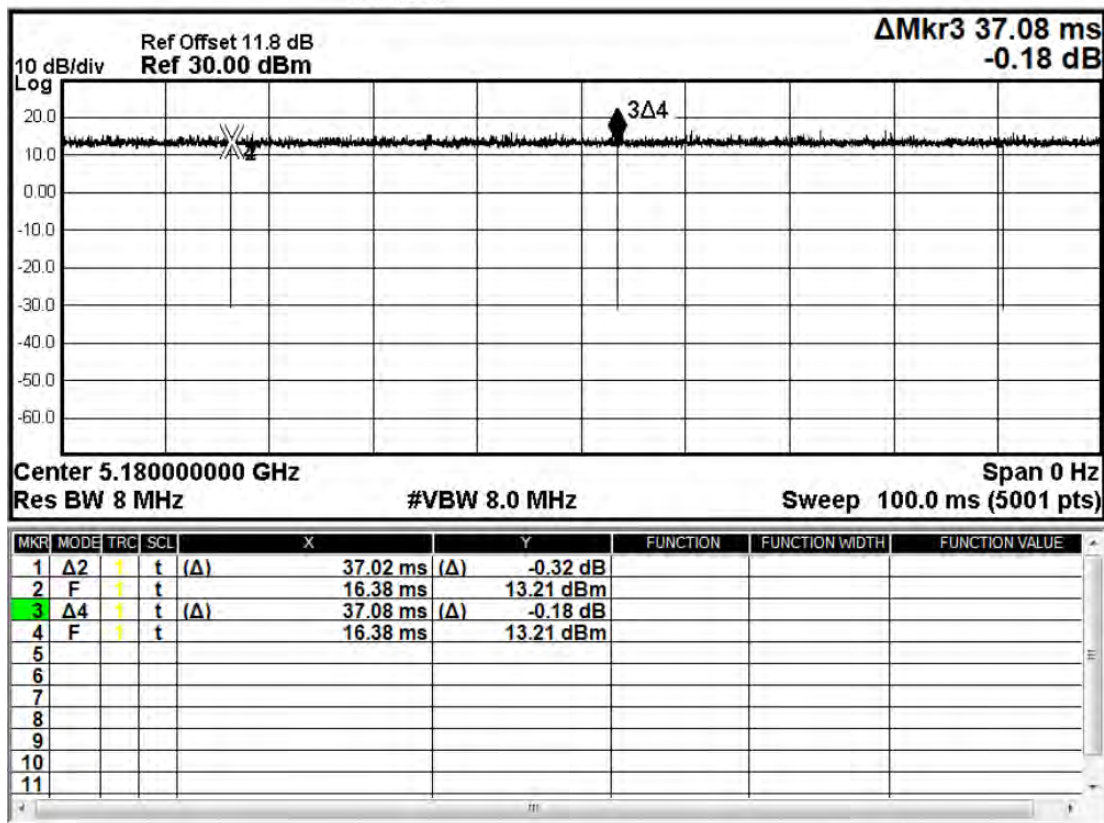 ΔMkr3 37.08 ms
Ref Offset 11.8 dB
10 dB/div Ref 30.00 dBm -0.18 dB
Log
20.0
3Δ4
10.0
0.00
-10.0
-20.0
-30.0
-40.0
-50.0
-60.0
Center 5.180000000 GHz Span 0 Hz
Res BW 8 MHz #VBW 8.0 MHz Sweep 100.0 ms (5001 pts)
MKR MODE TRC SCL X Y FUNCTION FUNCTION WIDTH FUNCTION VALUE
1 Δ2 1 t (Δ) 37.02 ms (Δ) -0.32 dB
2 F 1 t 16.38 ms 13.21 dBm
3 Δ4 1 t (Δ) 37.08 ms (Δ) -0.18 dB
4 F 1 t 16.38 ms 13.21 dBm
5
6
7
8
9
10
11